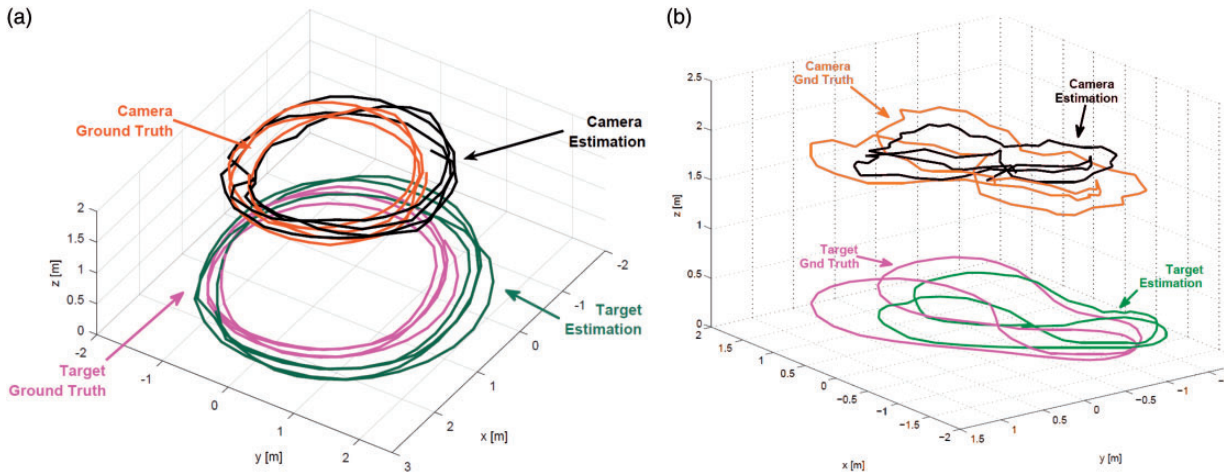 (a)
Camera
Ground Truth
Camera
Estimation
Target
Estimation
Target
Ground Truth
z [m]
2
1.5
1
0.5
0
-2
-1
0
1
2
y [m]
3
2
1
0
-1
-2
x [m]
(b)
Camera
Gnd Truth
Camera
Estimation
Target
Gnd Truth
Target
Estimation
z [m]
2.5
2
1.5
1
0.5
0
2
1.5
1
0.5
0
-0.5
-1
-1.5
-2
x [m]
1.5
1
0.5
0
-0.5
-1
y [m]